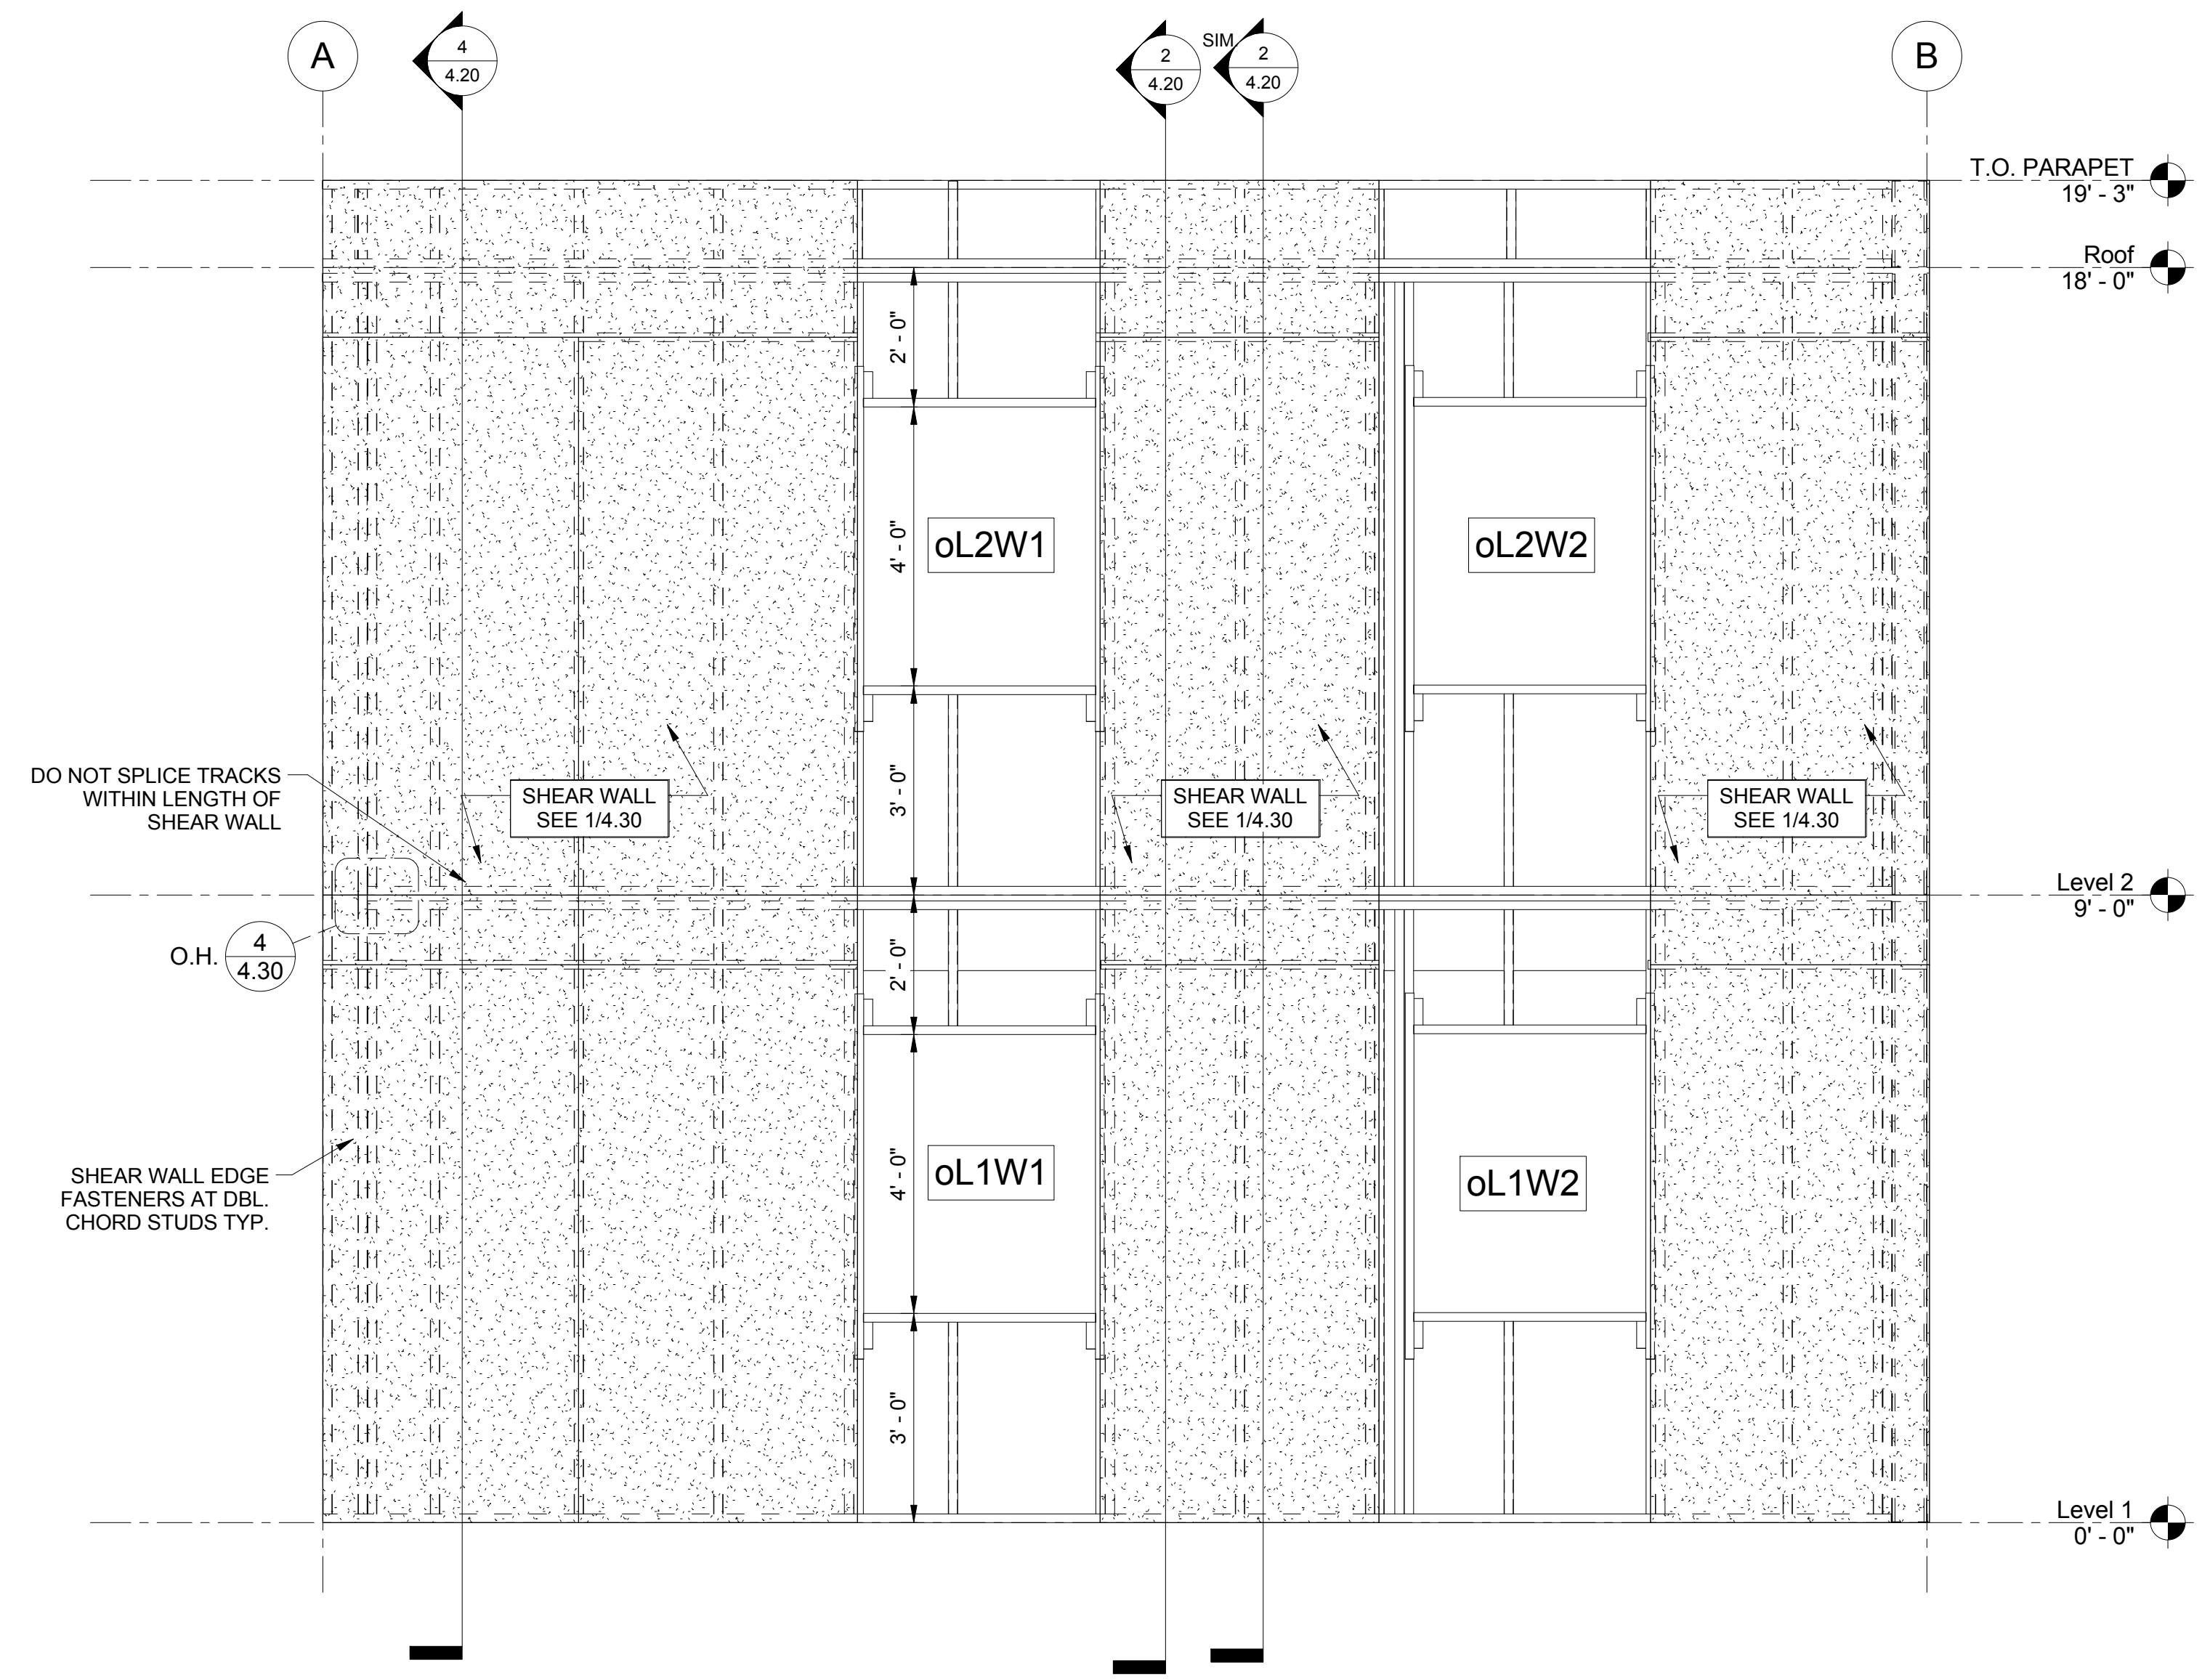 A
4
4.20
2
4.20
SIM
2
4.20
B
T.O. PARAPET
19' - 3"
Roof
18' - 0"
2' - 0"
4' - 0"
oL2W1
oL2W2
3' - 0"
DO NOT SPLICE TRACKS
WITHIN LENGTH OF
SHEAR WALL
SHEAR WALL
SEE 1/4.30
SHEAR WALL
SEE 1/4.30
SHEAR WALL
SEE 1/4.30
Level 2
9' - 0"
O.H.
4
4.30
2' - 0"
4' - 0"
oL1W1
oL1W2
SHEAR WALL EDGE
FASTENERS AT DBL.
CHORD STUDS TYP.
3' - 0"
Level 1
0' - 0"